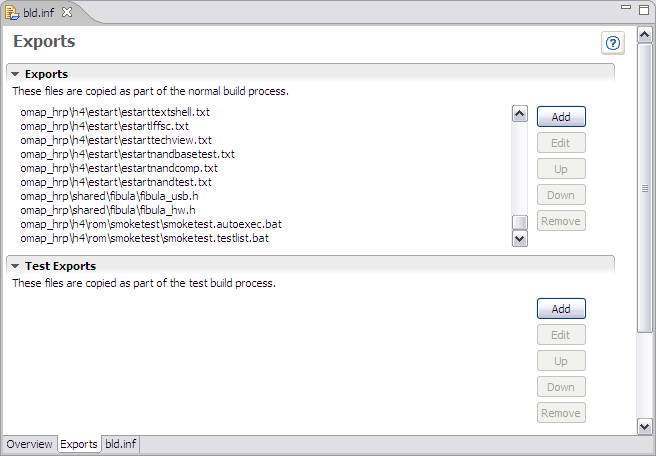 bld.inf
Exports
Exports
These files are copied as part of the normal build process.
omap_hrp\h4\estart\estarttextshell.txt
omap_hrp\h4\estart\estartlffsc.txt
omap_hrp\h4\estart\estarttechview.txt
omap_hrp\h4\estart\estartnandbasetest.txt
omap_hrp\h4\estart\estartnandcomp.txt
omap_hrp\h4\estart\estartnandtest.txt
omap_hrp\shared\fibula\fibula_usb.h
omap_hrp\shared\fibula\fibula_hw.h
omap_hrp\h4\rom\smoketest\smoketest.autoexec.bat
omap_hrp\h4\rom\smoketest\smoketest.testlist.bat
Add
Edit
Up
Down
Remove
Test Exports
These files are copied as part of the test build process.
Add
Edit
Up
Down
Remove
Overview Exports bld.inf